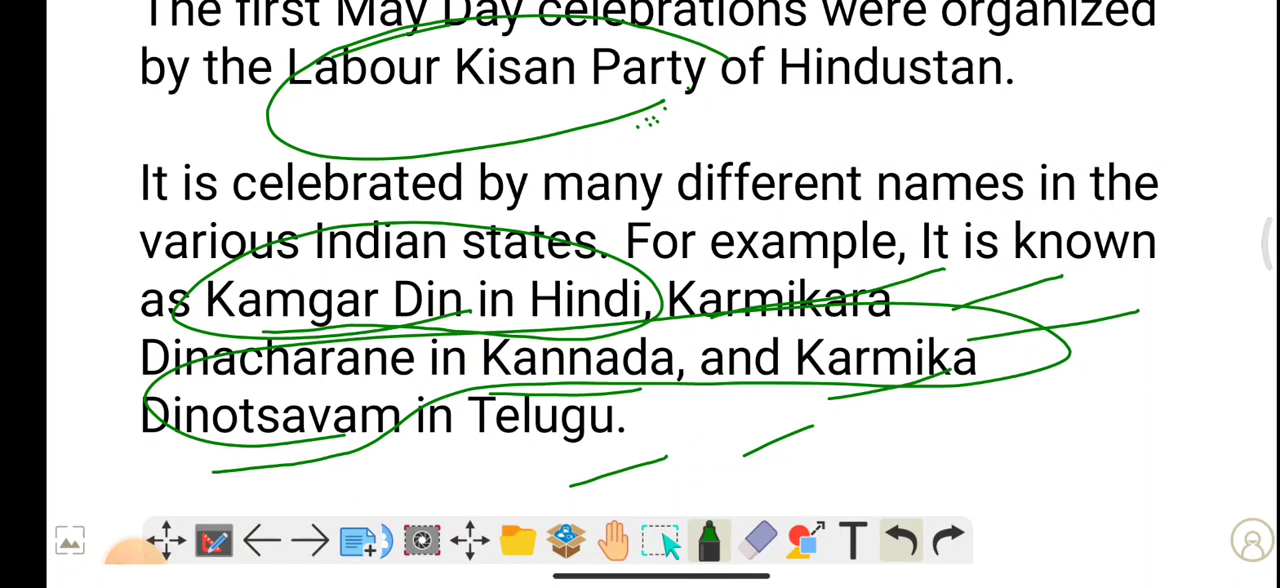 The first May Day celebrations were organized
by the Labour Kisan Party of Hindustan.
It is celebrated by many different names in the
various Indian states. For example, It is known
as Kamgar Din in Hindi, Karmikara
Dinacharane in Kannada, and Karmika
Dinotsavam in Telugu.
T